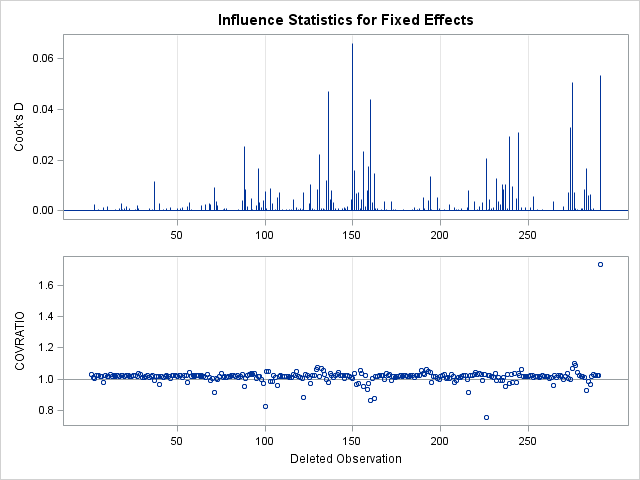 Influence Statistics for Fixed Effects
Cook's D
0.06
0.04
0.02
0.00
50 100 150 200 250
COVRATIO
1.6
1.4
1.2
1.0
0.8
50 100 150 200 250
Deleted Observation